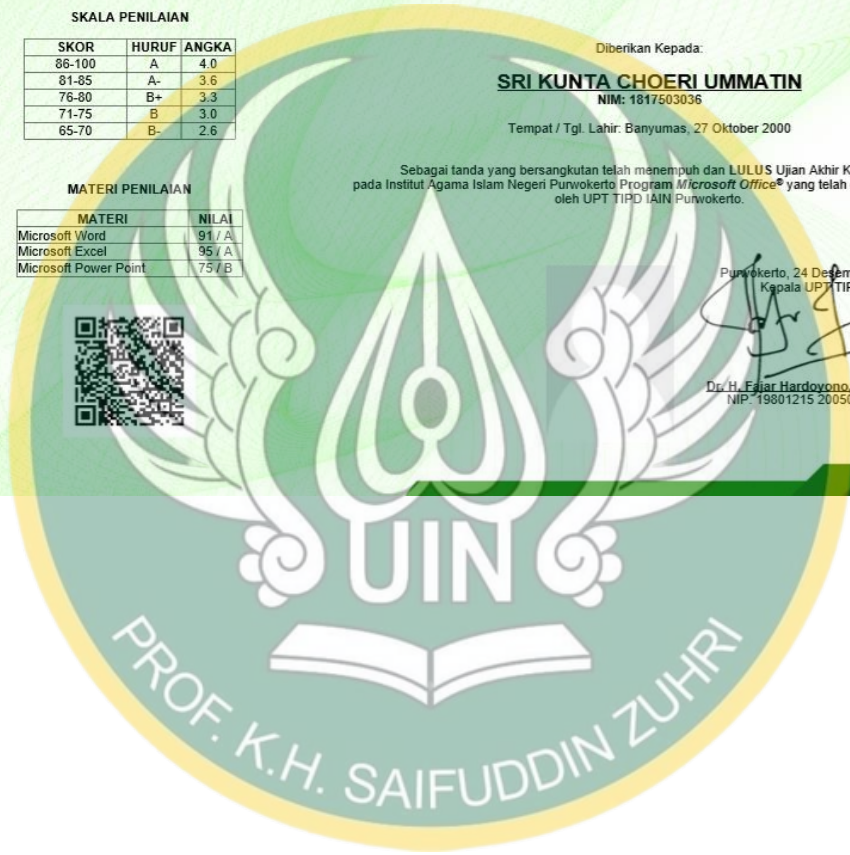 SKALA PENILAIAN
SKOR HURUF ANGKA
86-100 A 4.0
81-85 A- 3.6
76-80 B+ 3.3
71-75 B 3.0
65-70 B- 2.6
MATERI PENILAIAN
MATERI NILAI
Microsoft Word 91 / A
Microsoft Excel 95 / A
Microsoft Power Point 75 / B
Diberikan Kepada:
SRI KUNTA CHOERI UMMATIN
NIM: 1817503036
Tempat / Tgl. Lahir: Banyumas, 27 Oktober 2000
Sebagai tanda yang bersangkutan telah menempuh dan LULUS Ujian Akhir K
pada Institut Agama Islam Negeri Purwokerto Program Microsoft Office® yang telah
oleh UPT TIPD IAIN Purwokerto.
Purwokerto, 24 Desem
Kepala UPT TIP
Dr. H. Fajar Hardoyono,
NIP. 19801215 20050
UIN
PROF. K.H. SAIFUDDIN ZUHRI